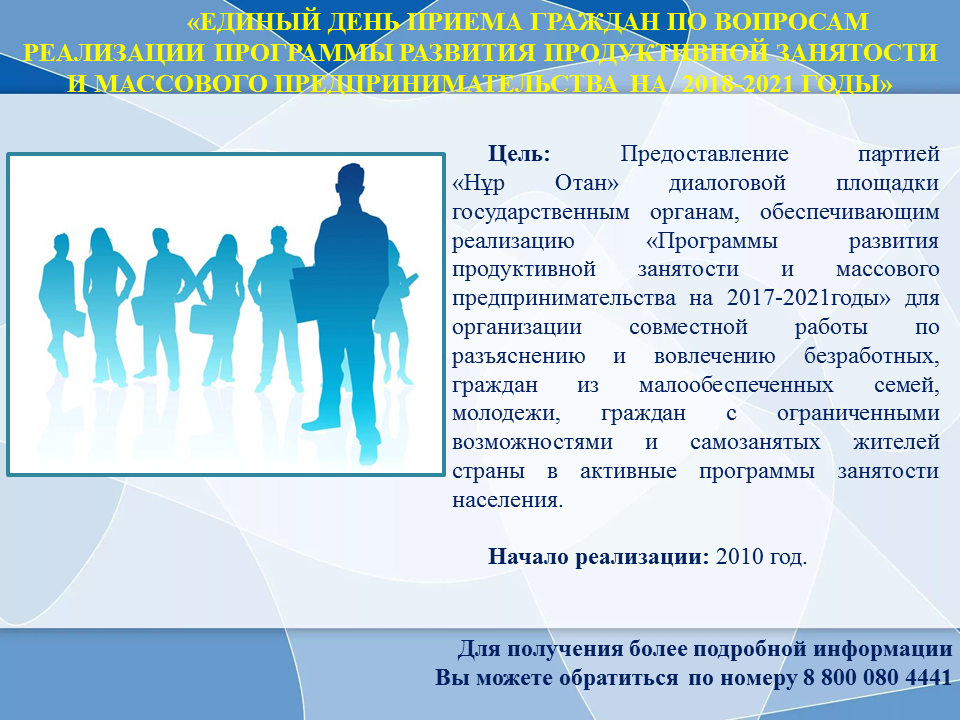 «ЕДИНЫЙ ДЕНЬ ПРИЕМА ГРАЖДАН ПО ВОПРОСАМ
РЕАЛИЗАЦИИ ПРОГРАММЫ РАЗВИТИЯ ПРОДУКТИВНОЙ ЗАНЯТОСТИ
И МАССОВОГО ПРЕДПРИНИМАТЕЛЬСТВА НА 2018-2021 ГОДЫ»
Цель: Предоставление партией
«Нұр Отан» диалоговой площадки
государственным органам, обеспечивающим
реализацию «Программы развития
продуктивной занятости и массового
предпринимательства на 2017-2021годы» для
организации совместной работы по
разъяснению и вовлечению безработных,
граждан из малообеспеченных семей,
молодежи, граждан с ограниченными
возможностями и самозанятых жителей
страны в активные программы занятости
населения.
Начало реализации: 2010 год.
Для получения более подробной информации
Вы можете обратиться по номеру 8 800 080 4441